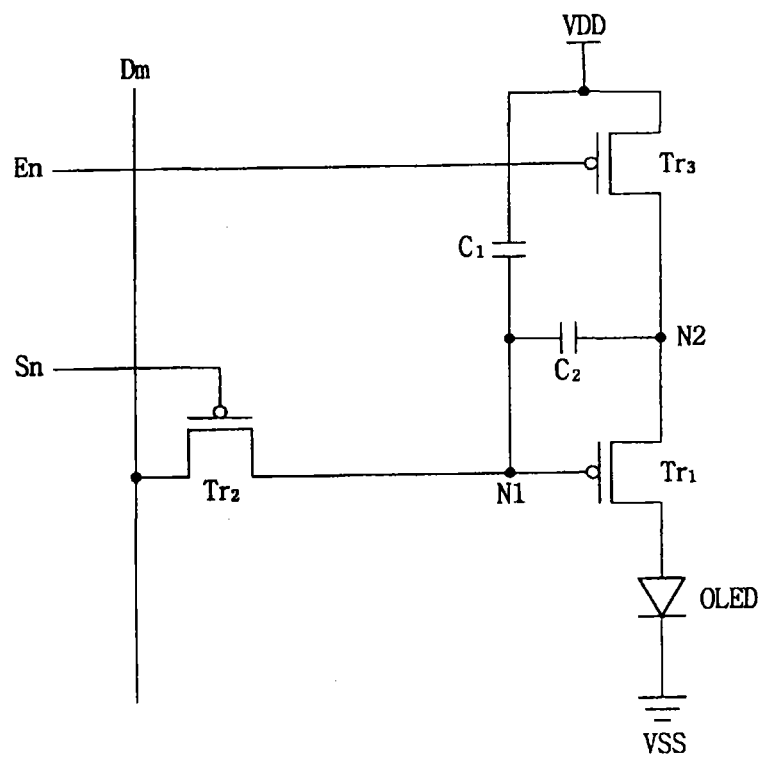 VDD
Dm
En
Tr₃
C₁
N2
Sn
C₂
Tr₂
N1
Tr₁
OLED
VSS